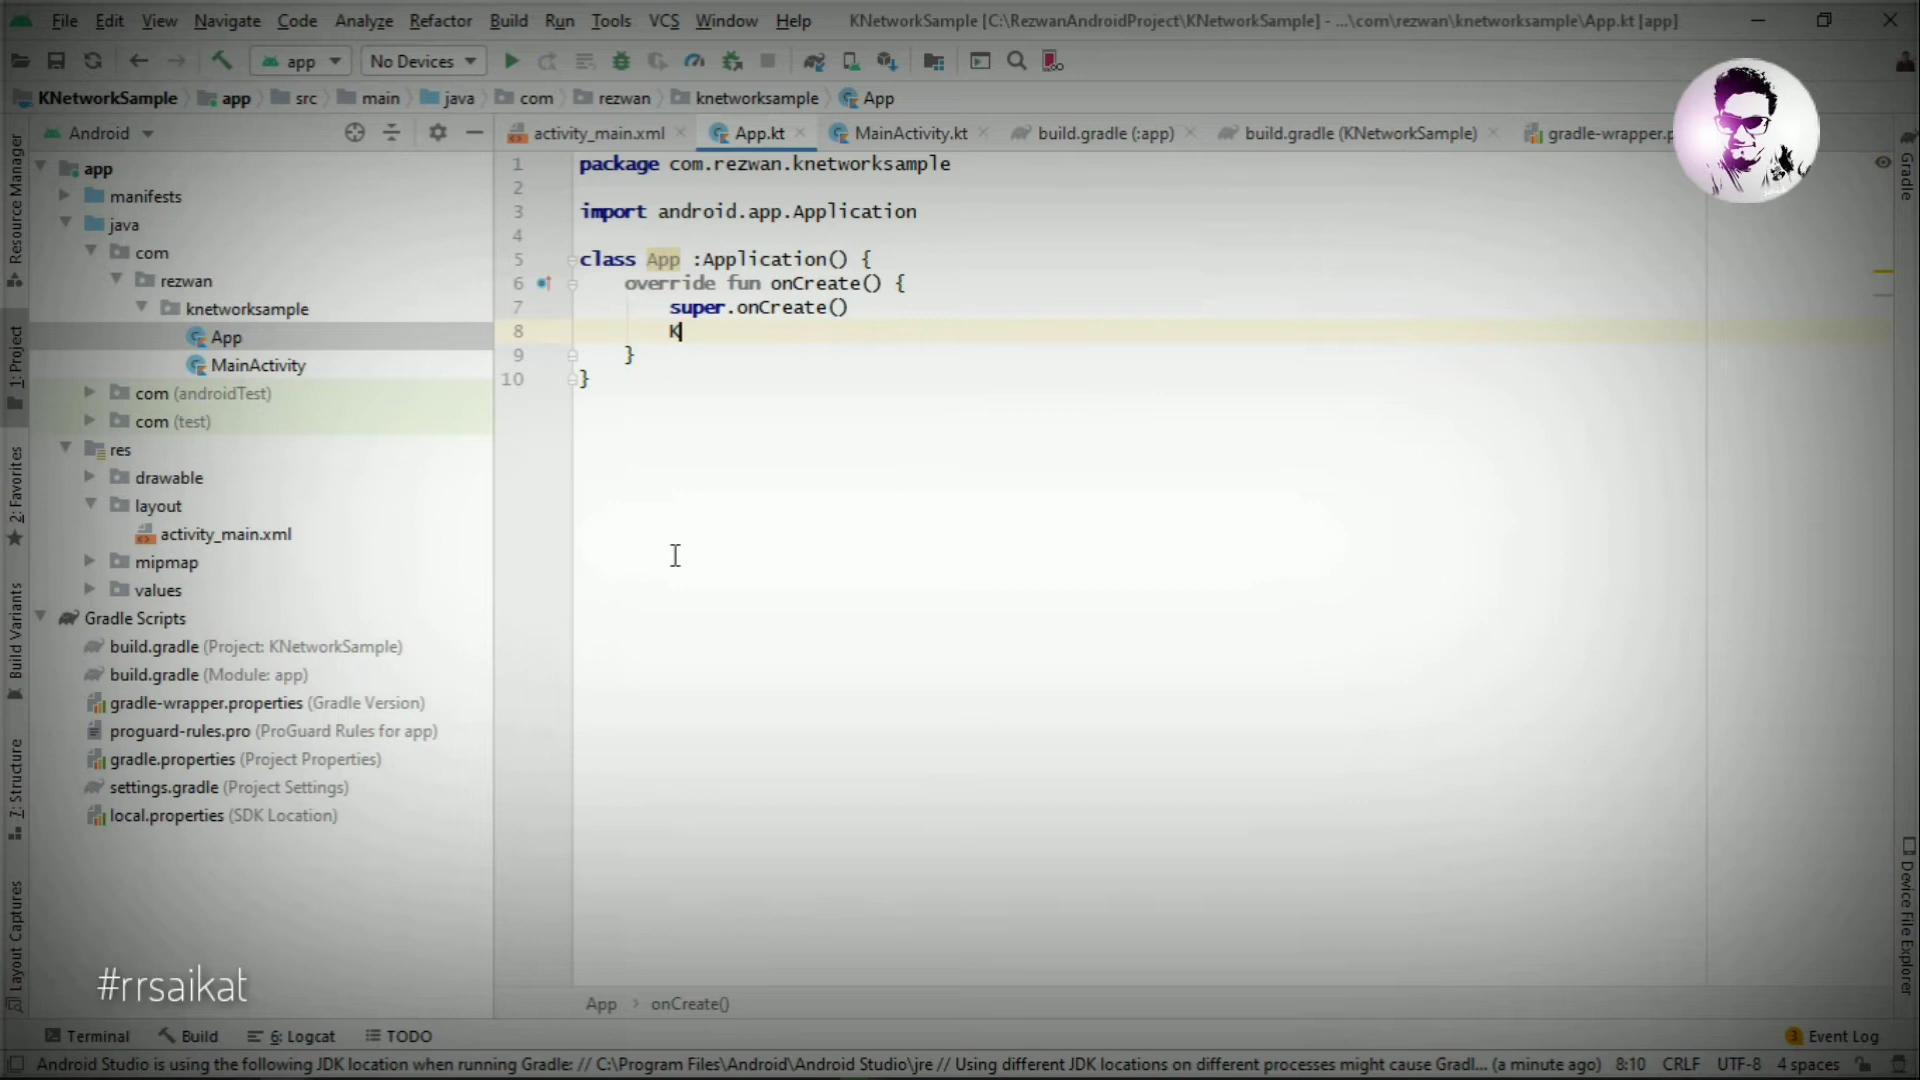 File Edit View Navigate Code Analyze Refactor Build Run Tools VCS Window Help KNetworkSample [C:\RezwanAndroidProject\KNetworkSample] - ...\com\rezwan\knetworksample\App.kt [app]
app No Devices
KNetworkSample app src main java com rezwan knetworksample App
Android
activity_main.xml App.kt MainActivity.kt build.gradle (:app) build.gradle (KNetworkSample) gradle-wrapper.p
Resource Manager
1: Project
2: Favorites
Build Variants
7: Structure
Layout Captures
app
manifests
java
com
rezwan
knetworksample
App
MainActivity
com (androidTest)
com (test)
res
drawable
layout
activity_main.xml
mipmap
values
Gradle Scripts
build.gradle (Project: KNetworkSample)
build.gradle (Module: app)
gradle-wrapper.properties (Gradle Version)
proguard-rules.pro (ProGuard Rules for app)
gradle.properties (Project Properties)
settings.gradle (Project Settings)
local.properties (SDK Location)
#rrsaikat
1 package com.rezwan.knetworksample
2
3 import android.app.Application
4
5 class App :Application() {
6 override fun onCreate() {
7 super.onCreate()
8 K
9 }
10 }
Gradle
Device File Explorer
App › onCreate()
Terminal Build 6: Logcat TODO 3 Event Log
Android Studio is using the following JDK location when running Gradle: // C:\Program Files\Android\Android Studio\jre // Using different JDK locations on different processes might cause Gradl... (a minute ago) 8:10 CRLF UTF-8 4 spaces